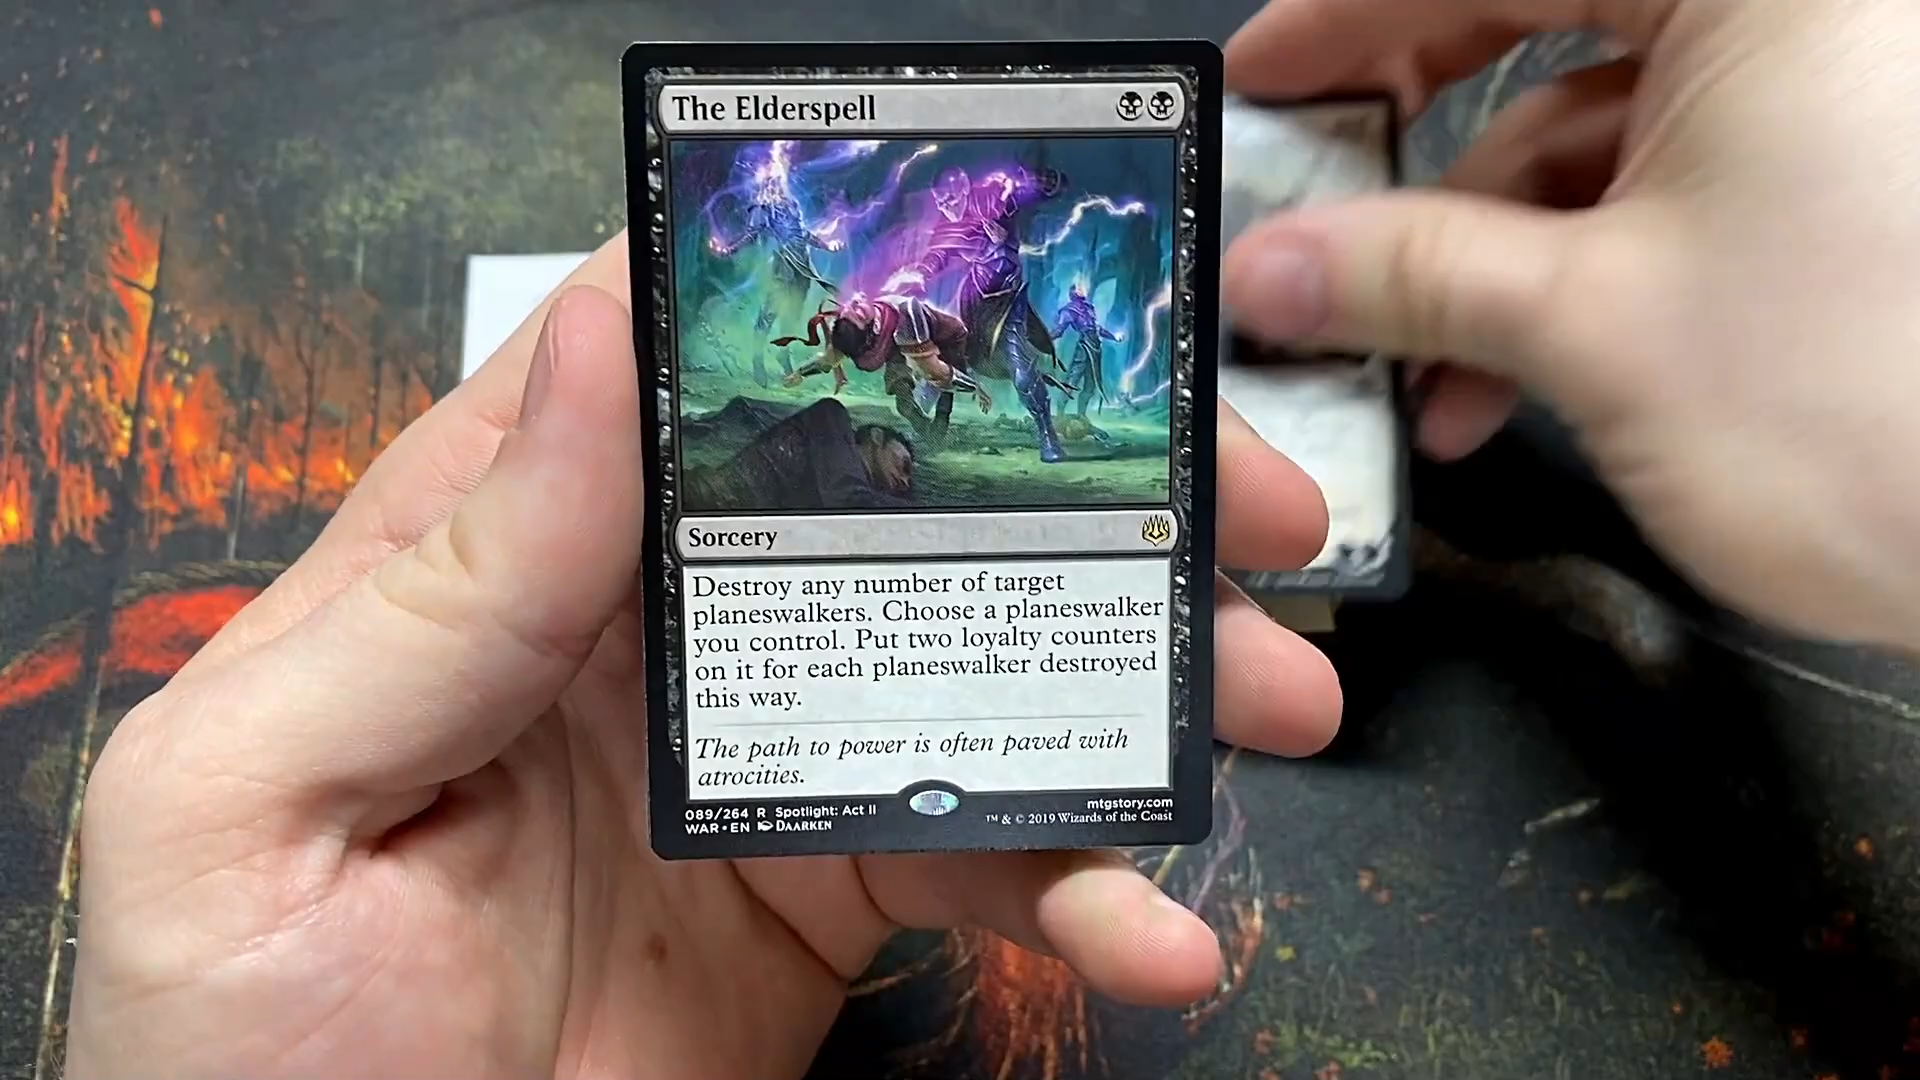 The Elderspell
Sorcery
Destroy any number of target
planeswalkers. Choose a planeswalker
you control. Put two loyalty counters
on it for each planeswalker destroyed
this way.
The path to power is often paved with
atrocities.
089/264 R Spotlight: Act II
WAR • EN DAARKEN
mtgstory.com
™ & © 2019 Wizards of the Coast